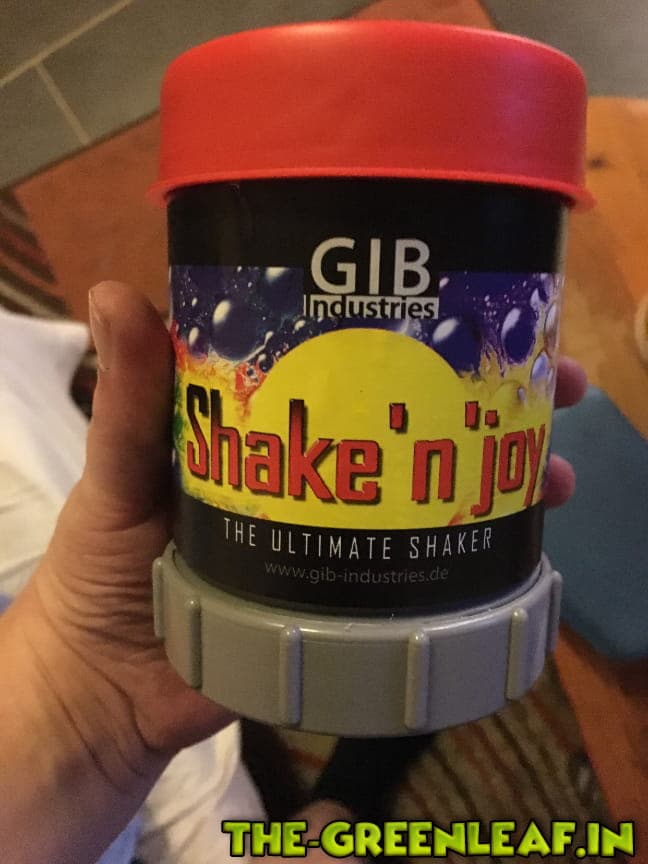 GIB
Industries
Shake'n'joy
THE ULTIMATE SHAKER
www.gib-industries.de
THE-GREENLEAF.IN